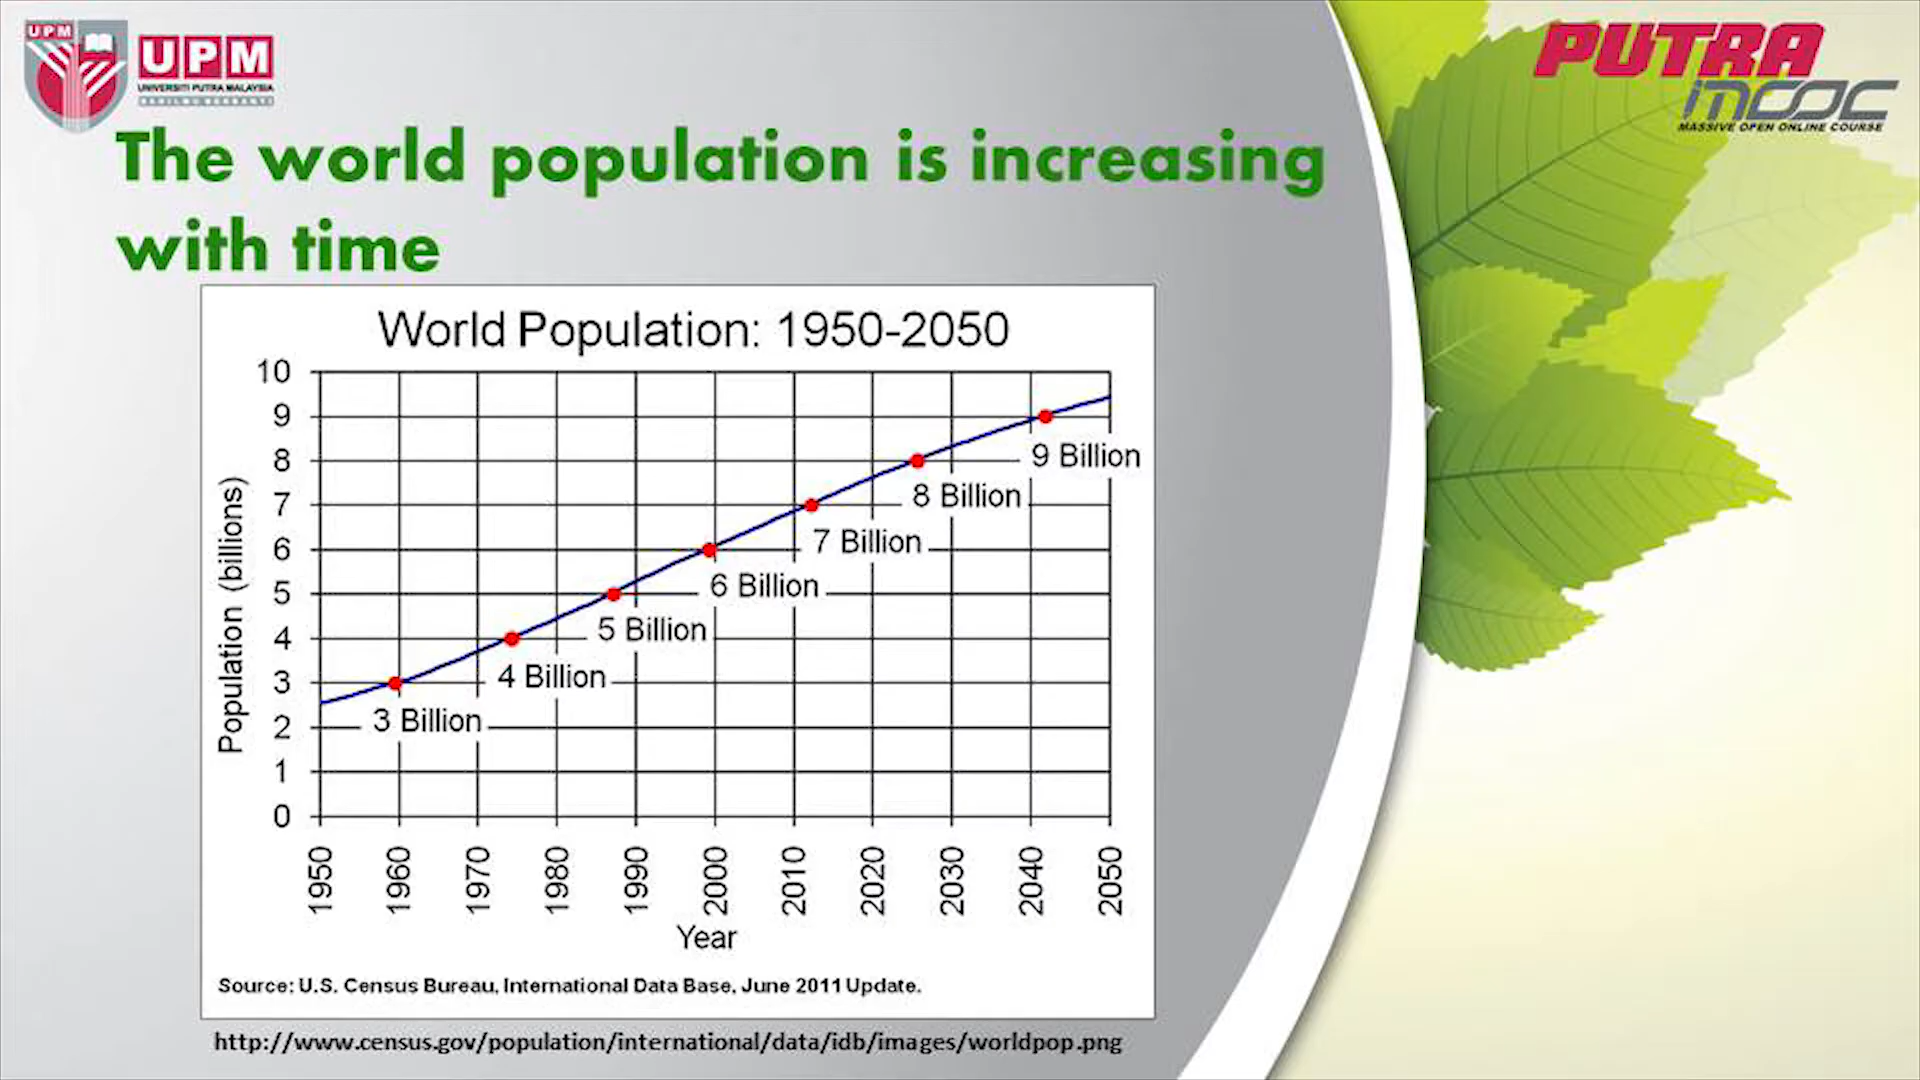 UPM
UPM
UNIVERSITI PUTRA MALAYSIA
BERILMU BERBAKTI
PUTRA
mooc
MASSIVE OPEN ONLINE COURSE
The world population is increasing
with time
World Population: 1950-2050
10
9
8
7
6
5
4
3
2
1
0
Population (billions)
9 Billion
8 Billion
7 Billion
6 Billion
5 Billion
4 Billion
3 Billion
1950
1960
1970
1980
1990
2000
2010
2020
2030
2040
2050
Year
Source: U.S. Census Bureau, International Data Base, June 2011 Update.
http://www.census.gov/population/international/data/idb/images/worldpop.png